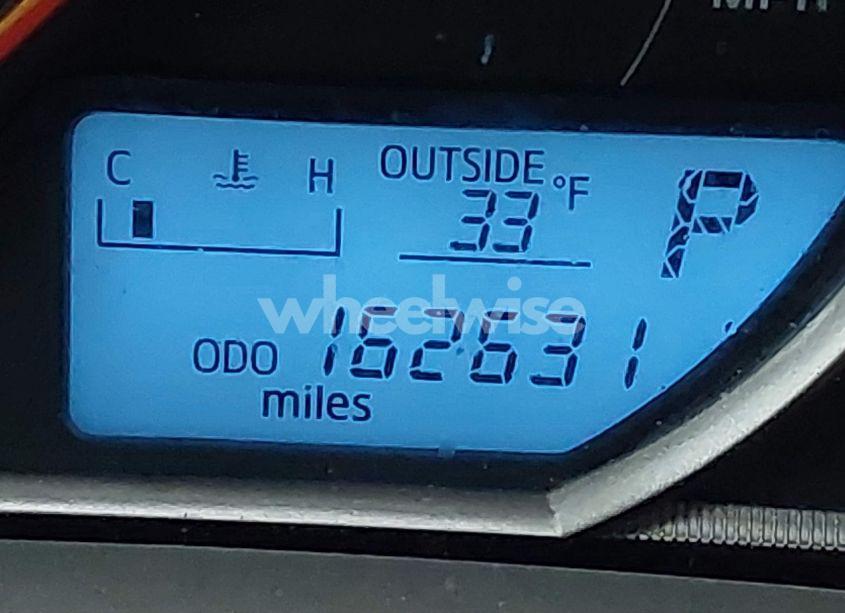 C H OUTSIDE
33 °F P
wheelwise
ODO 162631
miles